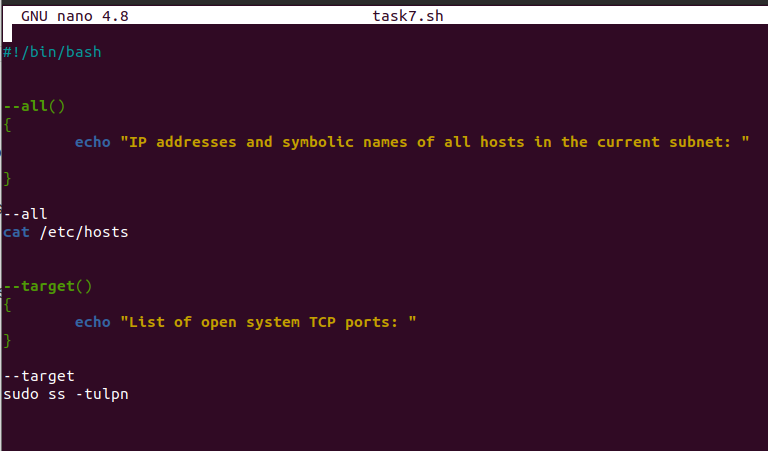 GNU nano 4.8 task7.sh
#!/bin/bash
--all()
{
echo "IP addresses and symbolic names of all hosts in the current subnet: "
}
--all
cat /etc/hosts
--target()
{
echo "List of open system TCP ports: "
}
--target
sudo ss -tulpn